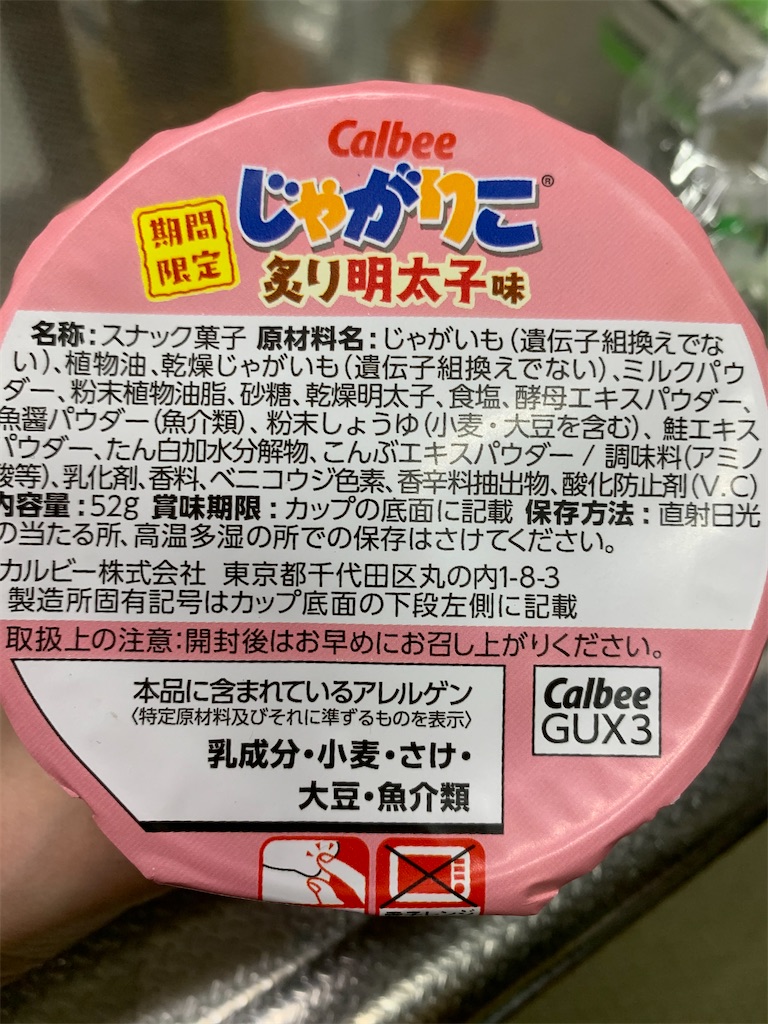 Calbee
じゃがりこ®
期間
限定
炙り明太子味
名称:スナック菓子 原材料名:じゃがいも(遺伝子組換えでな
い)、植物油、乾燥じゃがいも(遺伝子組換えでない)、ミルクパウ
ダー、粉末植物油脂、砂糖、乾燥明太子、食塩、酵母エキスパウダー、
魚醤パウダー(魚介類)、粉末しょうゆ(小麦・大豆を含む)、鮭エキス
パウダー、たん白加水分解物、こんぶエキスパウダー / 調味料(アミノ
酸等)、乳化剤、香料、ベニコウジ色素、香辛料抽出物、酸化防止剤(V.C)
内容量:52g 賞味期限:カップの底面に記載 保存方法:直射日光
の当たる所、高温多湿の所での保存はさけてください。
カルビー株式会社 東京都千代田区丸の内1-8-3
製造所固有記号はカップ底面の下段左側に記載
取扱上の注意:開封後はお早めにお召し上がりください。
本品に含まれているアレルゲン
〈特定原材料及びそれに準ずるものを表示〉
乳成分・小麦・さけ・
大豆・魚介類
Calbee
GUX3
電子レンジ